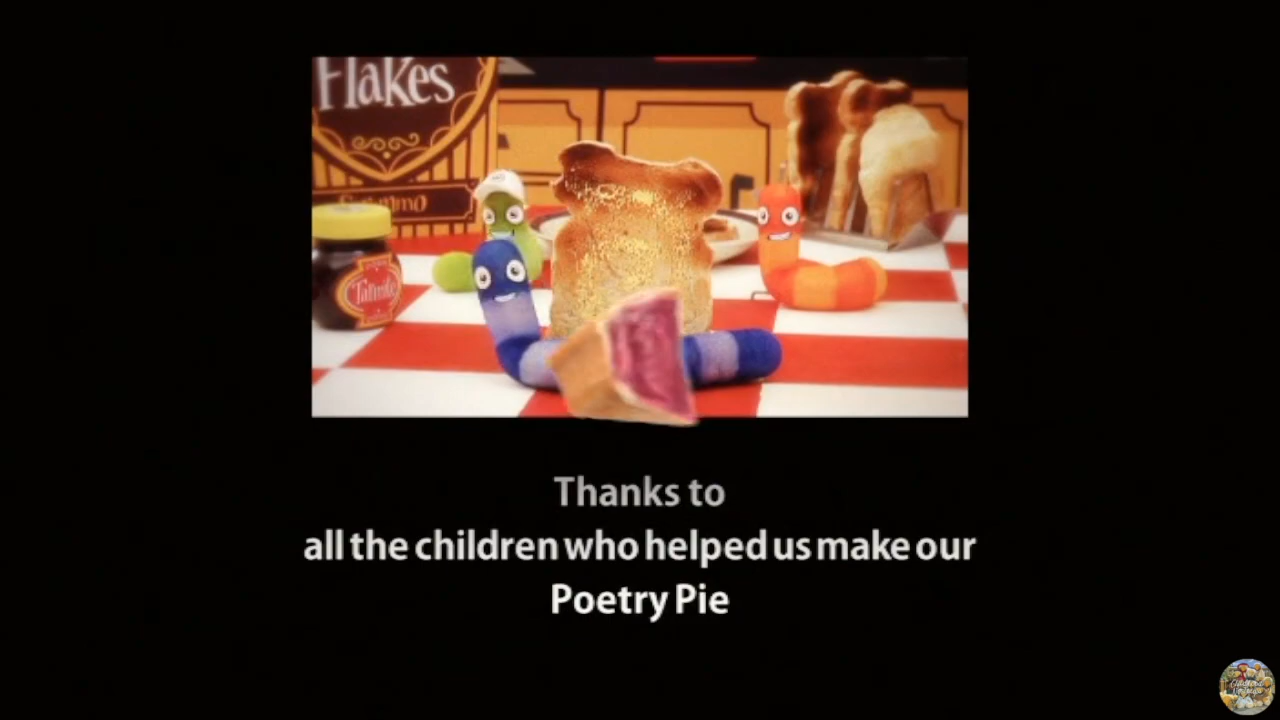 Flakes
Thanks to
all the children who helped us make our
Poetry Pie